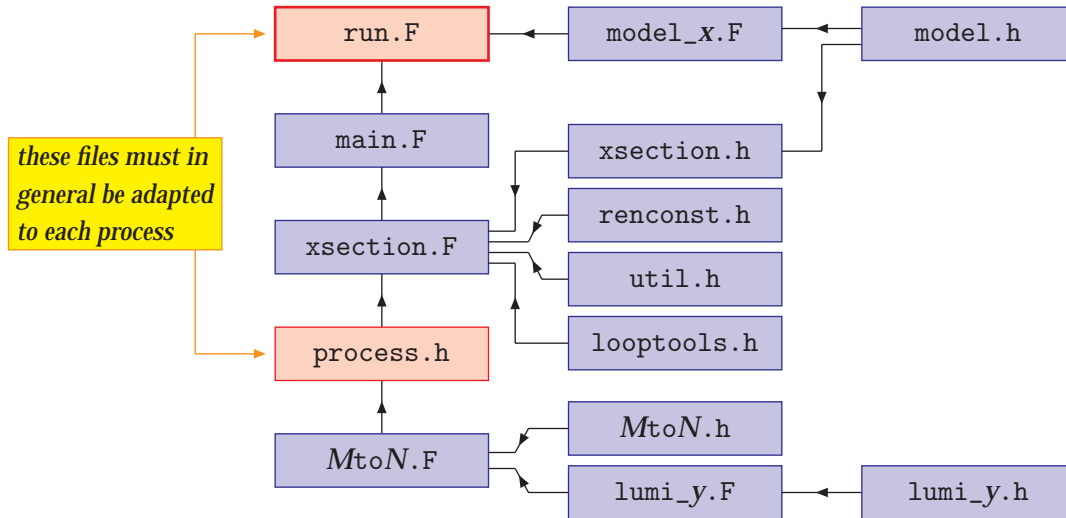 run.F
model_x.F
model.h
main.F
xsection.h
these files must in
general be adapted
to each process
renconst.h
xsection.F
util.h
looptools.h
process.h
MtoN.h
MtoN.F
lumi_y.F
lumi_y.h